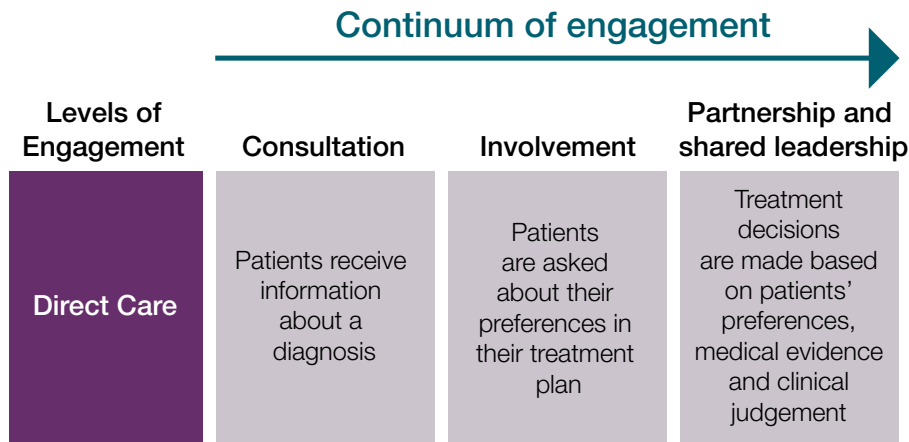 Continuum of engagement
Levels of
Engagement
Consultation
Involvement
Partnership and
shared leadership
Direct Care
Patients receive
information
about a
diagnosis
Patients
are asked
about their
preferences in
their treatment
plan
Treatment
decisions
are made based
on patients’
preferences,
medical evidence
and clinical
judgement